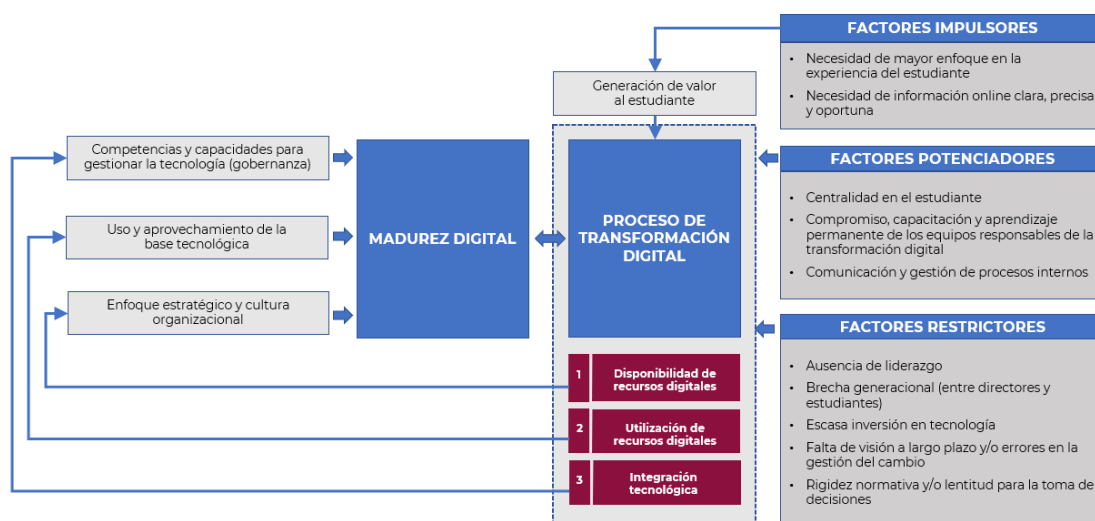 Competencias y capacidades para
gestionar la tecnología (gobernanza)
Uso y aprovechamiento de la
base tecnológica
Enfoque estratégico y cultura
organizacional
MADUREZ DIGITAL
Generación de valor
al estudiante
PROCESO DE
TRANSFORMACIÓN
DIGITAL
1 Disponibilidad de
recursos digitales
2 Utilización de
recursos digitales
3 Integración
tecnológica
FACTORES IMPULSORES
• Necesidad de mayor enfoque en la
experiencia del estudiante
• Necesidad de información online clara, precisa
y oportuna
FACTORES POTENCIADORES
• Centralidad en el estudiante
• Compromiso, capacitación y aprendizaje
permanente de los equipos responsables de la
transformación digital
• Comunicación y gestión de procesos internos
FACTORES RESTRICTORES
• Ausencia de liderazgo
• Brecha generacional (entre directores y
estudiantes)
• Escasa inversión en tecnología
• Falta de visión a largo plazo y/o errores en la
gestión del cambio
• Rigidez normativa y/o lentitud para la toma de
decisiones